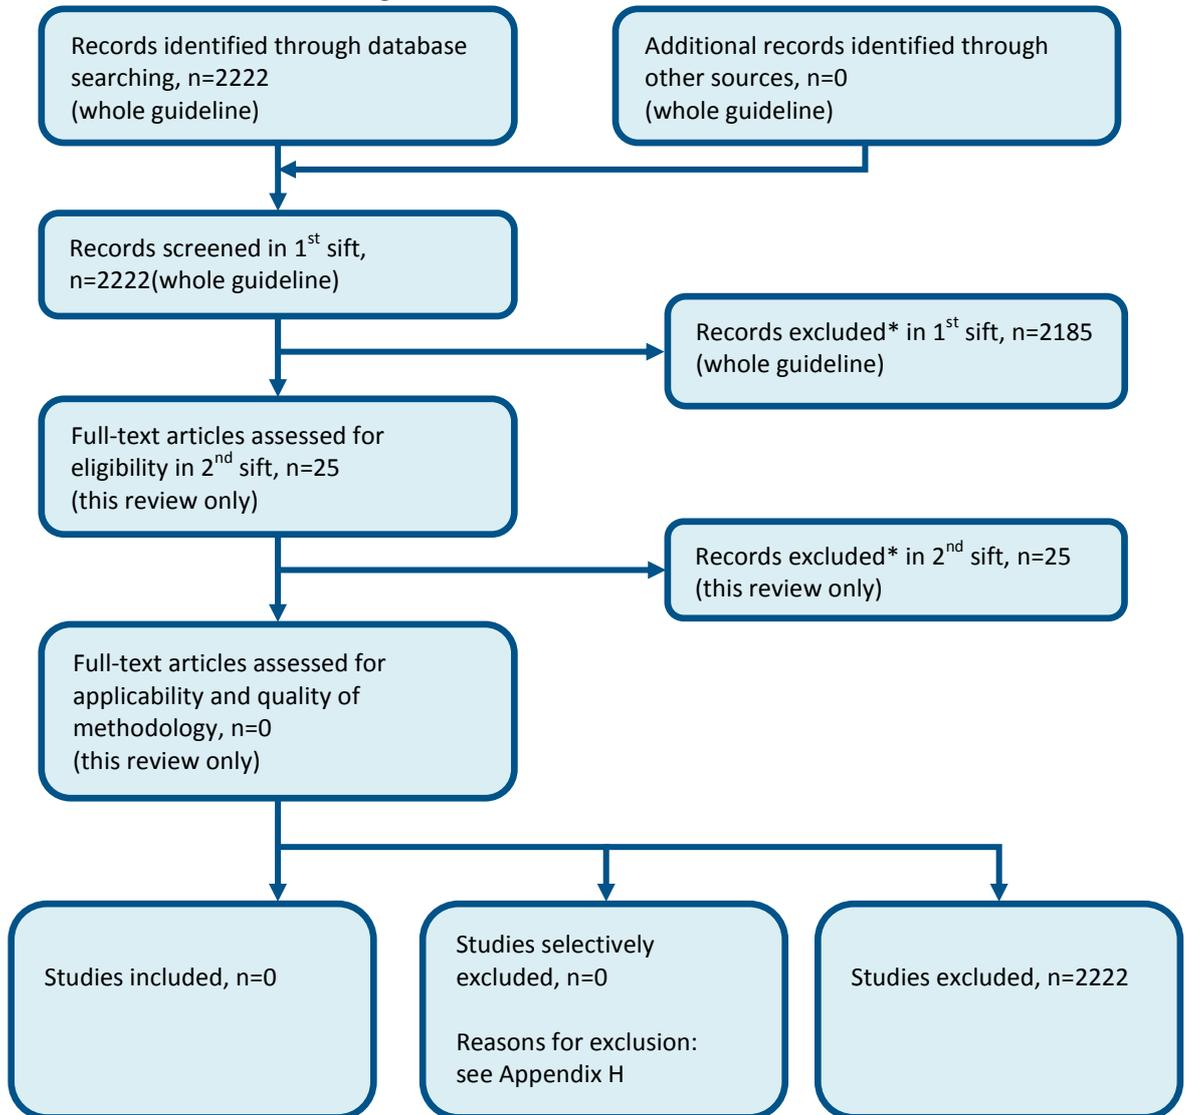 Records identified through database
searching, n=2222
(whole guideline)
Additional records identified through
other sources, n=0
(whole guideline)
Records screened in 1st sift,
n=2222(whole guideline)
Records excluded* in 1st sift, n=2185
(whole guideline)
Full-text articles assessed for
eligibility in 2nd sift, n=25
(this review only)
Records excluded* in 2nd sift, n=25
(this review only)
Full-text articles assessed for
applicability and quality of
methodology, n=0
(this review only)
Studies included, n=0
Studies selectively
excluded, n=0
Reasons for exclusion:
see Appendix H
Studies excluded, n=2222